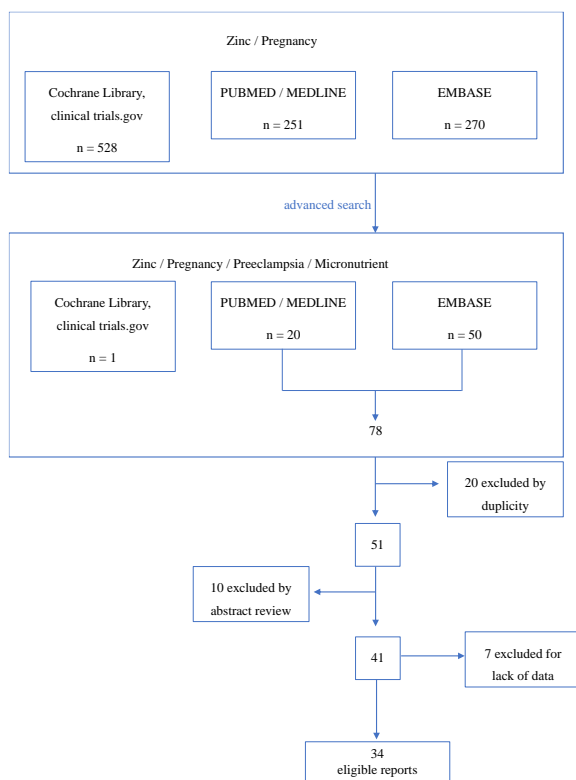 Zinc / Pregnancy
Cochrane Library,
clinical trials.gov
n = 528
PUBMED / MEDLINE
n = 251
EMBASE
n = 270
advanced search
Zinc / Pregnancy / Preeclampsia / Micronutrient
Cochrane Library,
clinical trials.gov
n = 1
PUBMED / MEDLINE
n = 20
EMBASE
n = 50
78
20 excluded by
duplicity
51
10 excluded by
abstract review
41
7 excluded for
lack of data
34
eligible reports